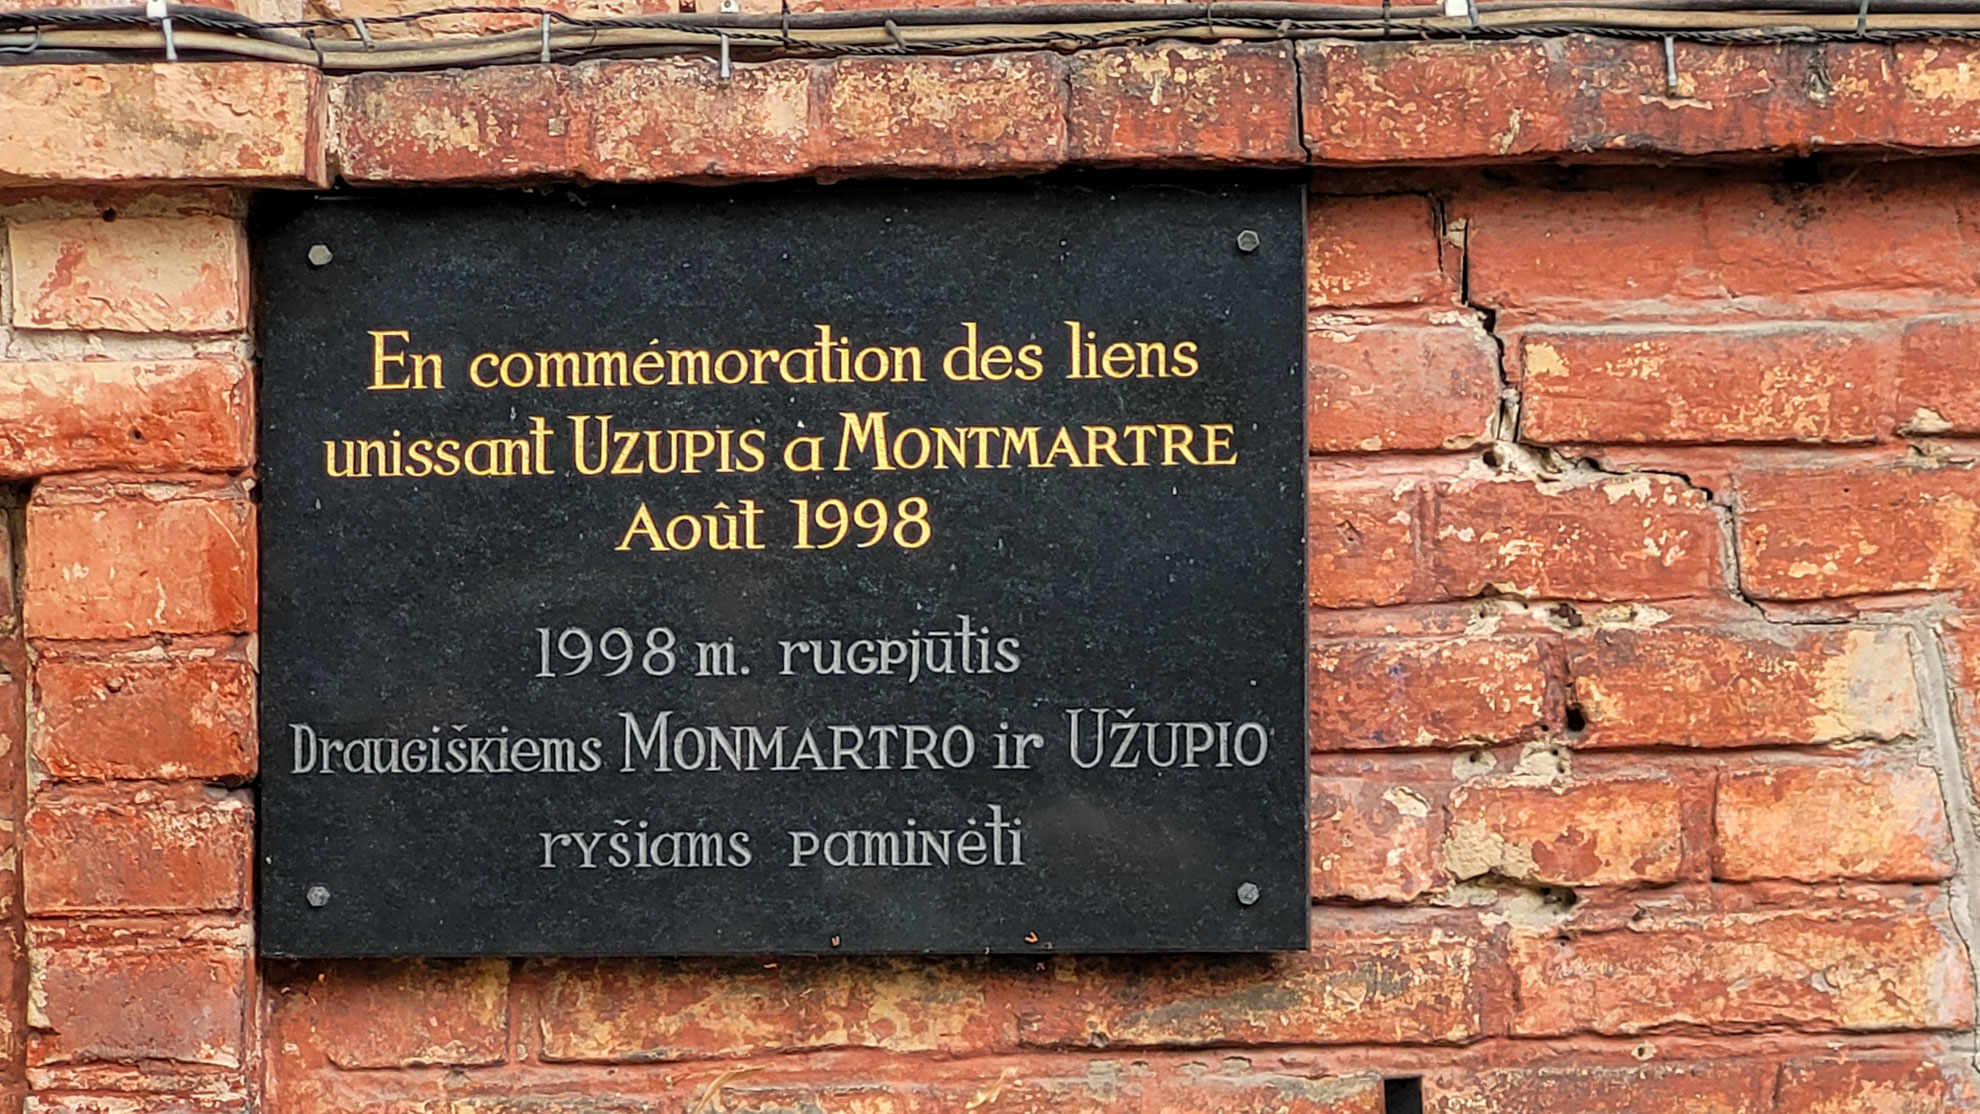 En commémoration des liens
unissant UZUPIS a MONTMARTRE
Août 1998
1998 m. rugpjūtis
Draugiškiems MONMARTRO ir UŽUPIO
ryšiams paminėti